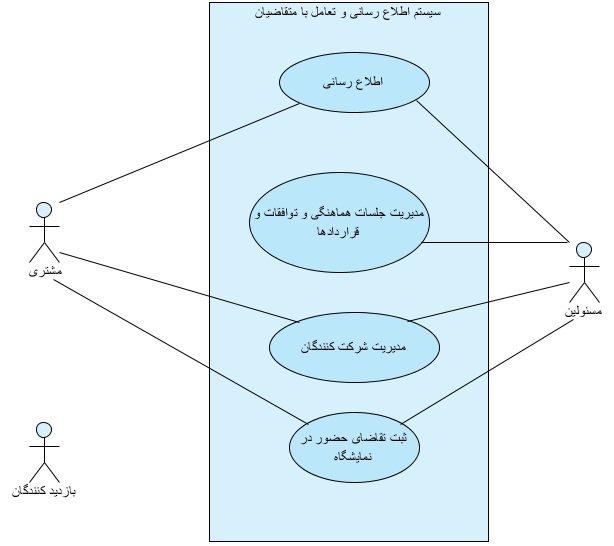 سیستم اطلاع رسانی و تعامل با متقاضیان
اطلاع رسانی
مدیریت جلسات هماهنگی و توافقات و
قراردادها
مشتری
مسئولین
مدیریت شرکت کنندگان
ثبت تقاضای حضور در
نمایشگاه
بازدید کنندگان